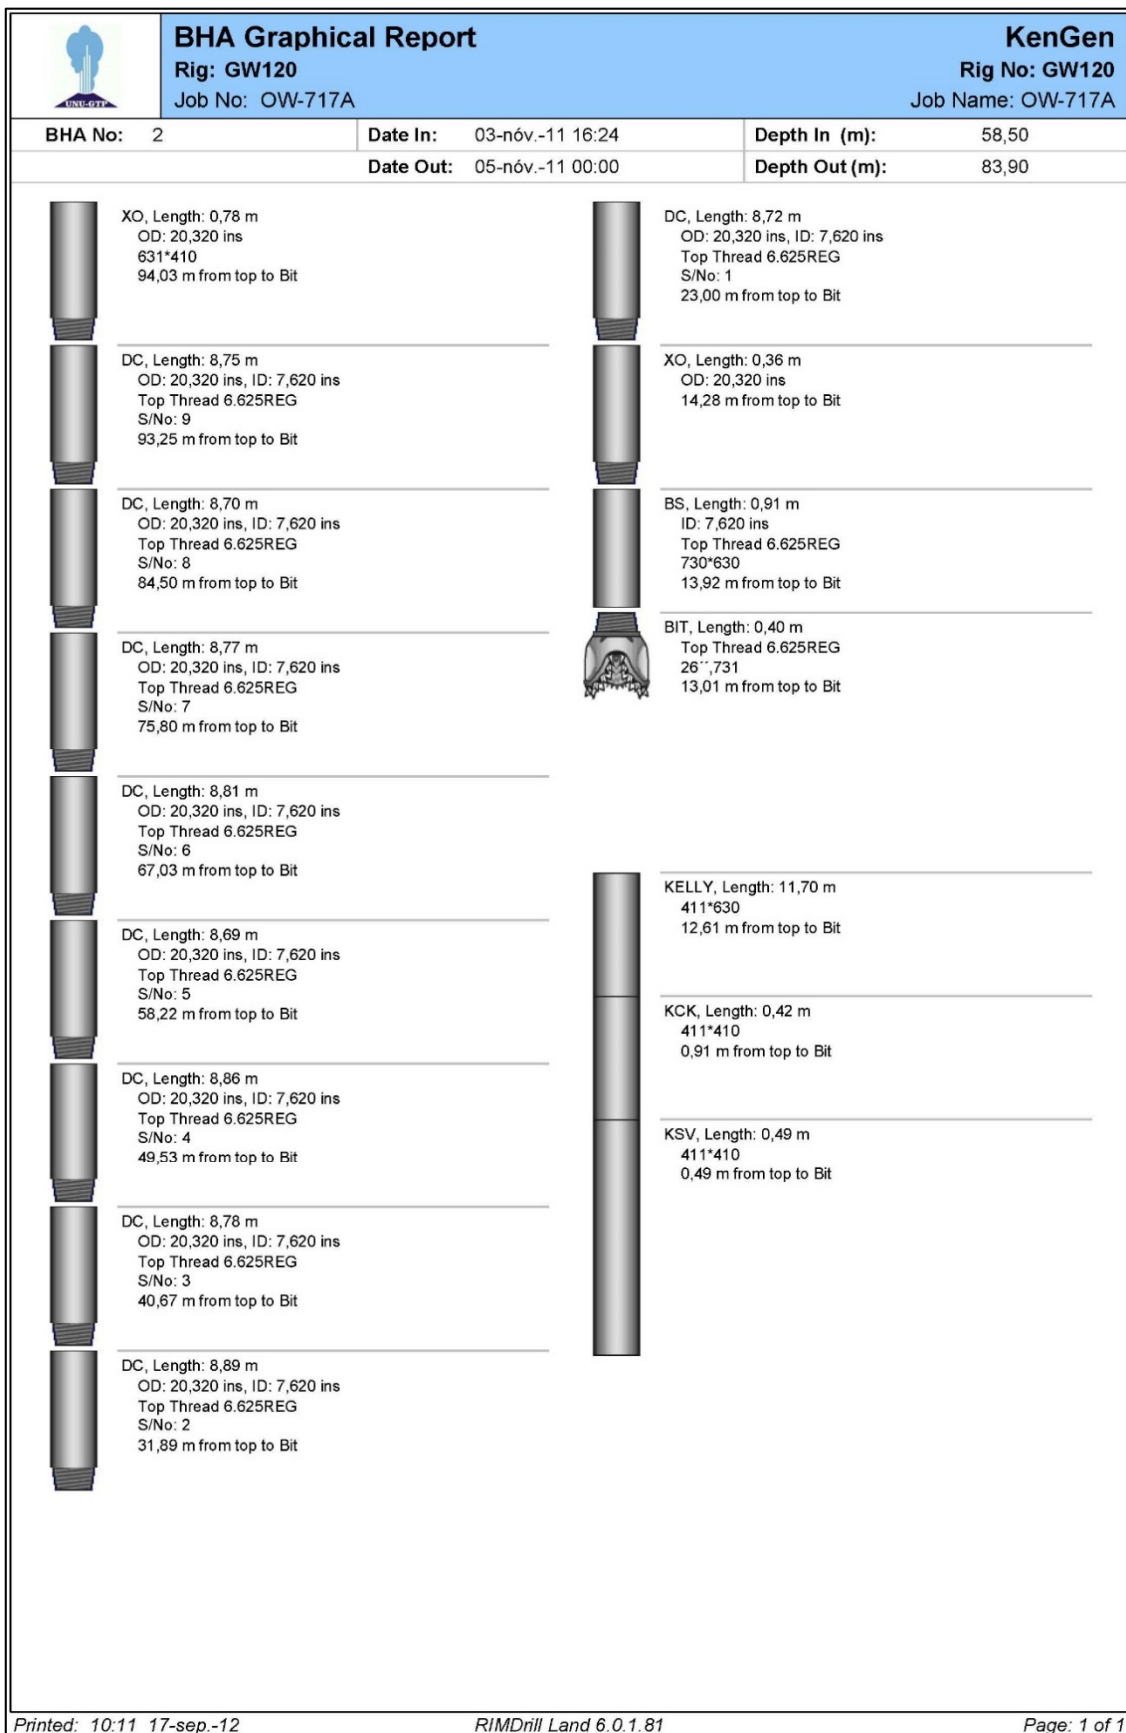 UNU-GTP
BHA Graphical Report
KenGen
Rig: GW120
Rig No: GW120
Job No: OW-717A
Job Name: OW-717A
BHA No: 2
Date In: 03-nóv.-11 16:24
Depth In (m): 58,50
Date Out: 05-nóv.-11 00:00
Depth Out (m): 83,90
XO, Length: 0,78 m
OD: 20,320 ins
631*410
94,03 m from top to Bit
DC, Length: 8,75 m
OD: 20,320 ins, ID: 7,620 ins
Top Thread 6.625REG
S/No: 9
93,25 m from top to Bit
DC, Length: 8,70 m
OD: 20,320 ins, ID: 7,620 ins
Top Thread 6.625REG
S/No: 8
84,50 m from top to Bit
DC, Length: 8,77 m
OD: 20,320 ins, ID: 7,620 ins
Top Thread 6.625REG
S/No: 7
75,80 m from top to Bit
DC, Length: 8,81 m
OD: 20,320 ins, ID: 7,620 ins
Top Thread 6.625REG
S/No: 6
67,03 m from top to Bit
DC, Length: 8,69 m
OD: 20,320 ins, ID: 7,620 ins
Top Thread 6.625REG
S/No: 5
58,22 m from top to Bit
DC, Length: 8,86 m
OD: 20,320 ins, ID: 7,620 ins
Top Thread 6.625REG
S/No: 4
49,53 m from top to Bit
DC, Length: 8,78 m
OD: 20,320 ins, ID: 7,620 ins
Top Thread 6.625REG
S/No: 3
40,67 m from top to Bit
DC, Length: 8,89 m
OD: 20,320 ins, ID: 7,620 ins
Top Thread 6.625REG
S/No: 2
31,89 m from top to Bit
DC, Length: 8,72 m
OD: 20,320 ins, ID: 7,620 ins
Top Thread 6.625REG
S/No: 1
23,00 m from top to Bit
XO, Length: 0,36 m
OD: 20,320 ins
14,28 m from top to Bit
BS, Length: 0,91 m
ID: 7,620 ins
Top Thread 6.625REG
730*630
13,92 m from top to Bit
BIT, Length: 0,40 m
Top Thread 6.625REG
26´´,731
13,01 m from top to Bit
KELLY, Length: 11,70 m
411*630
12,61 m from top to Bit
KCK, Length: 0,42 m
411*410
0,91 m from top to Bit
KSV, Length: 0,49 m
411*410
0,49 m from top to Bit
Printed: 10:11 17-sep.-12
RIMDrill Land 6.0.1.81
Page: 1 of 1